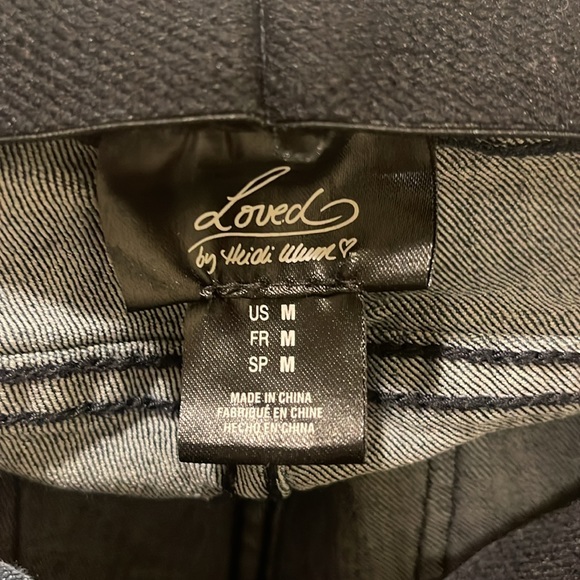 Loved
by Heidi Klum
US M
FR M
SP M
MADE IN CHINA
FABRIQUÉ EN CHINE
HECHO EN CHINA